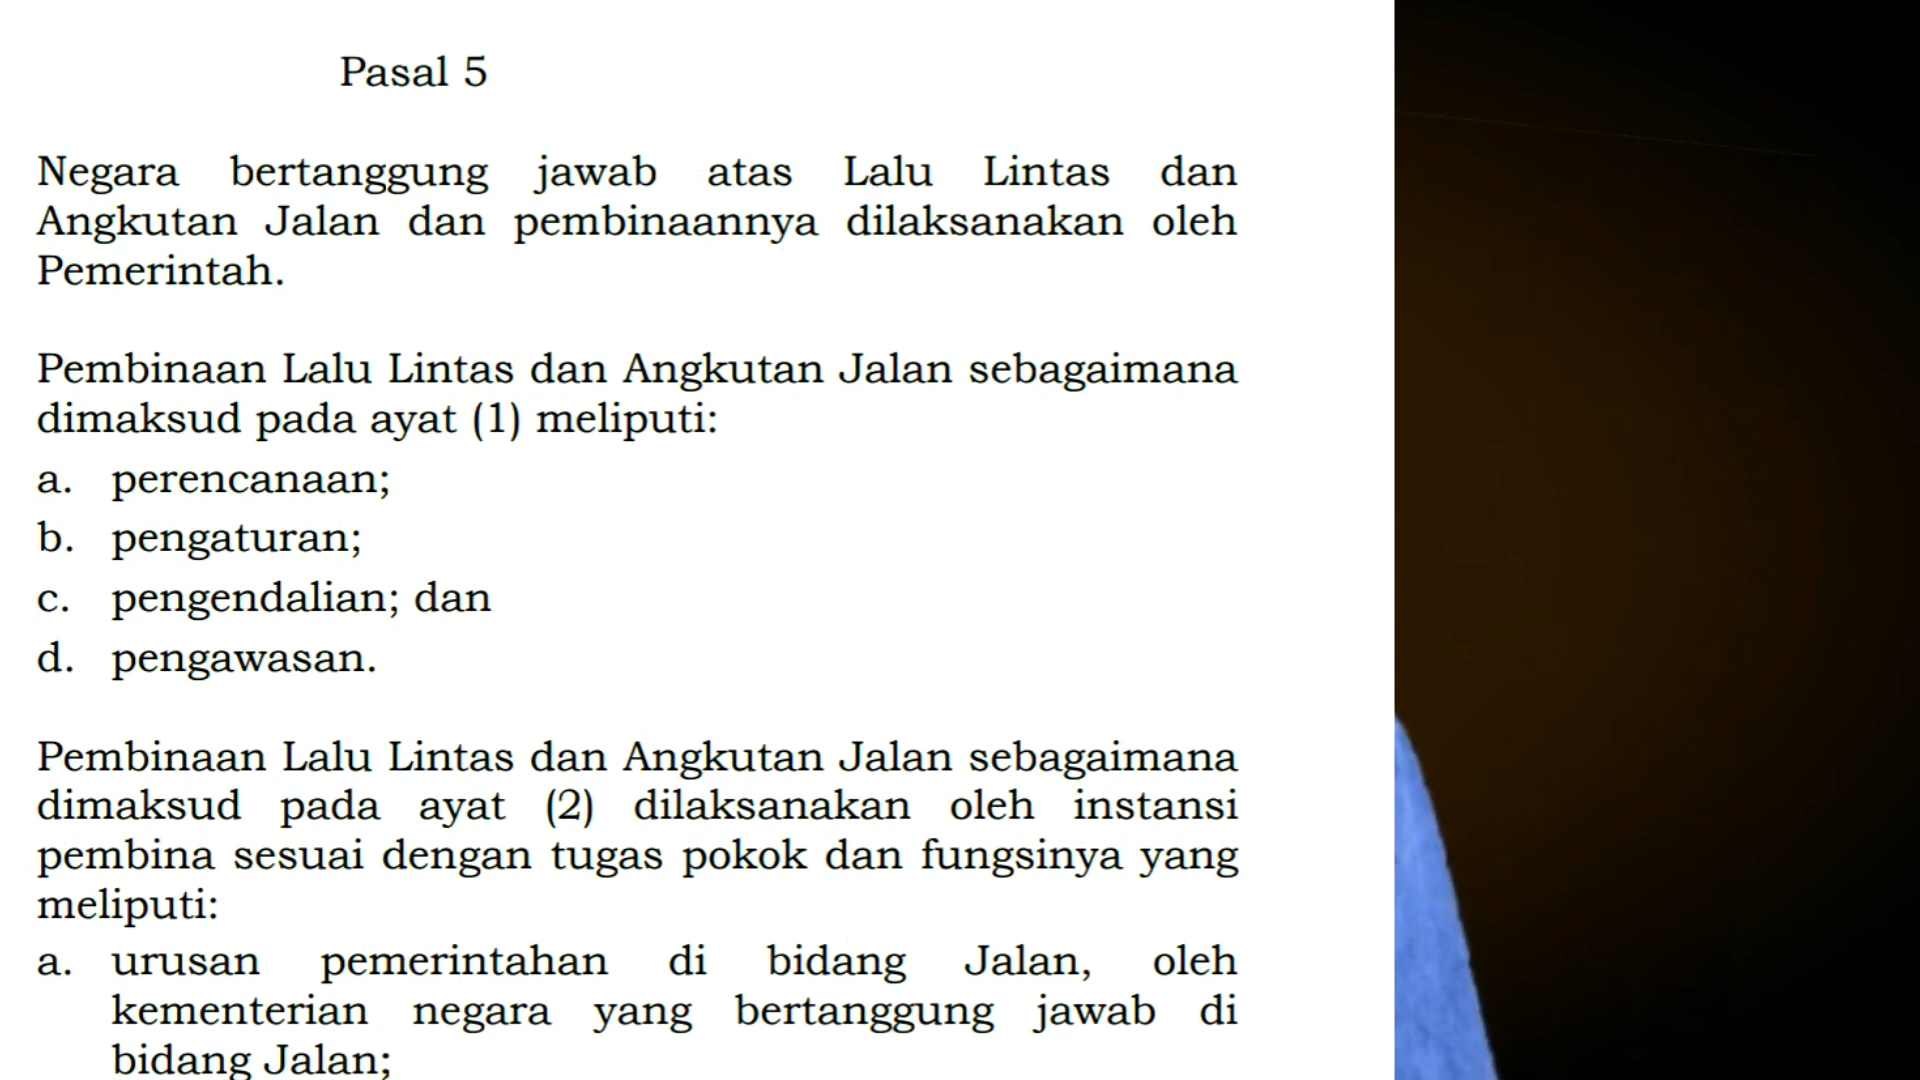 Pasal 5
Negara bertanggung jawab atas Lalu Lintas dan
Angkutan Jalan dan pembinaannya dilaksanakan oleh
Pemerintah.
Pembinaan Lalu Lintas dan Angkutan Jalan sebagaimana
dimaksud pada ayat (1) meliputi:
a. perencanaan;
b. pengaturan;
c. pengendalian; dan
d. pengawasan.
Pembinaan Lalu Lintas dan Angkutan Jalan sebagaimana
dimaksud pada ayat (2) dilaksanakan oleh instansi
pembina sesuai dengan tugas pokok dan fungsinya yang
meliputi:
a. urusan pemerintahan di bidang Jalan, oleh
kementerian negara yang bertanggung jawab di
bidang Jalan;